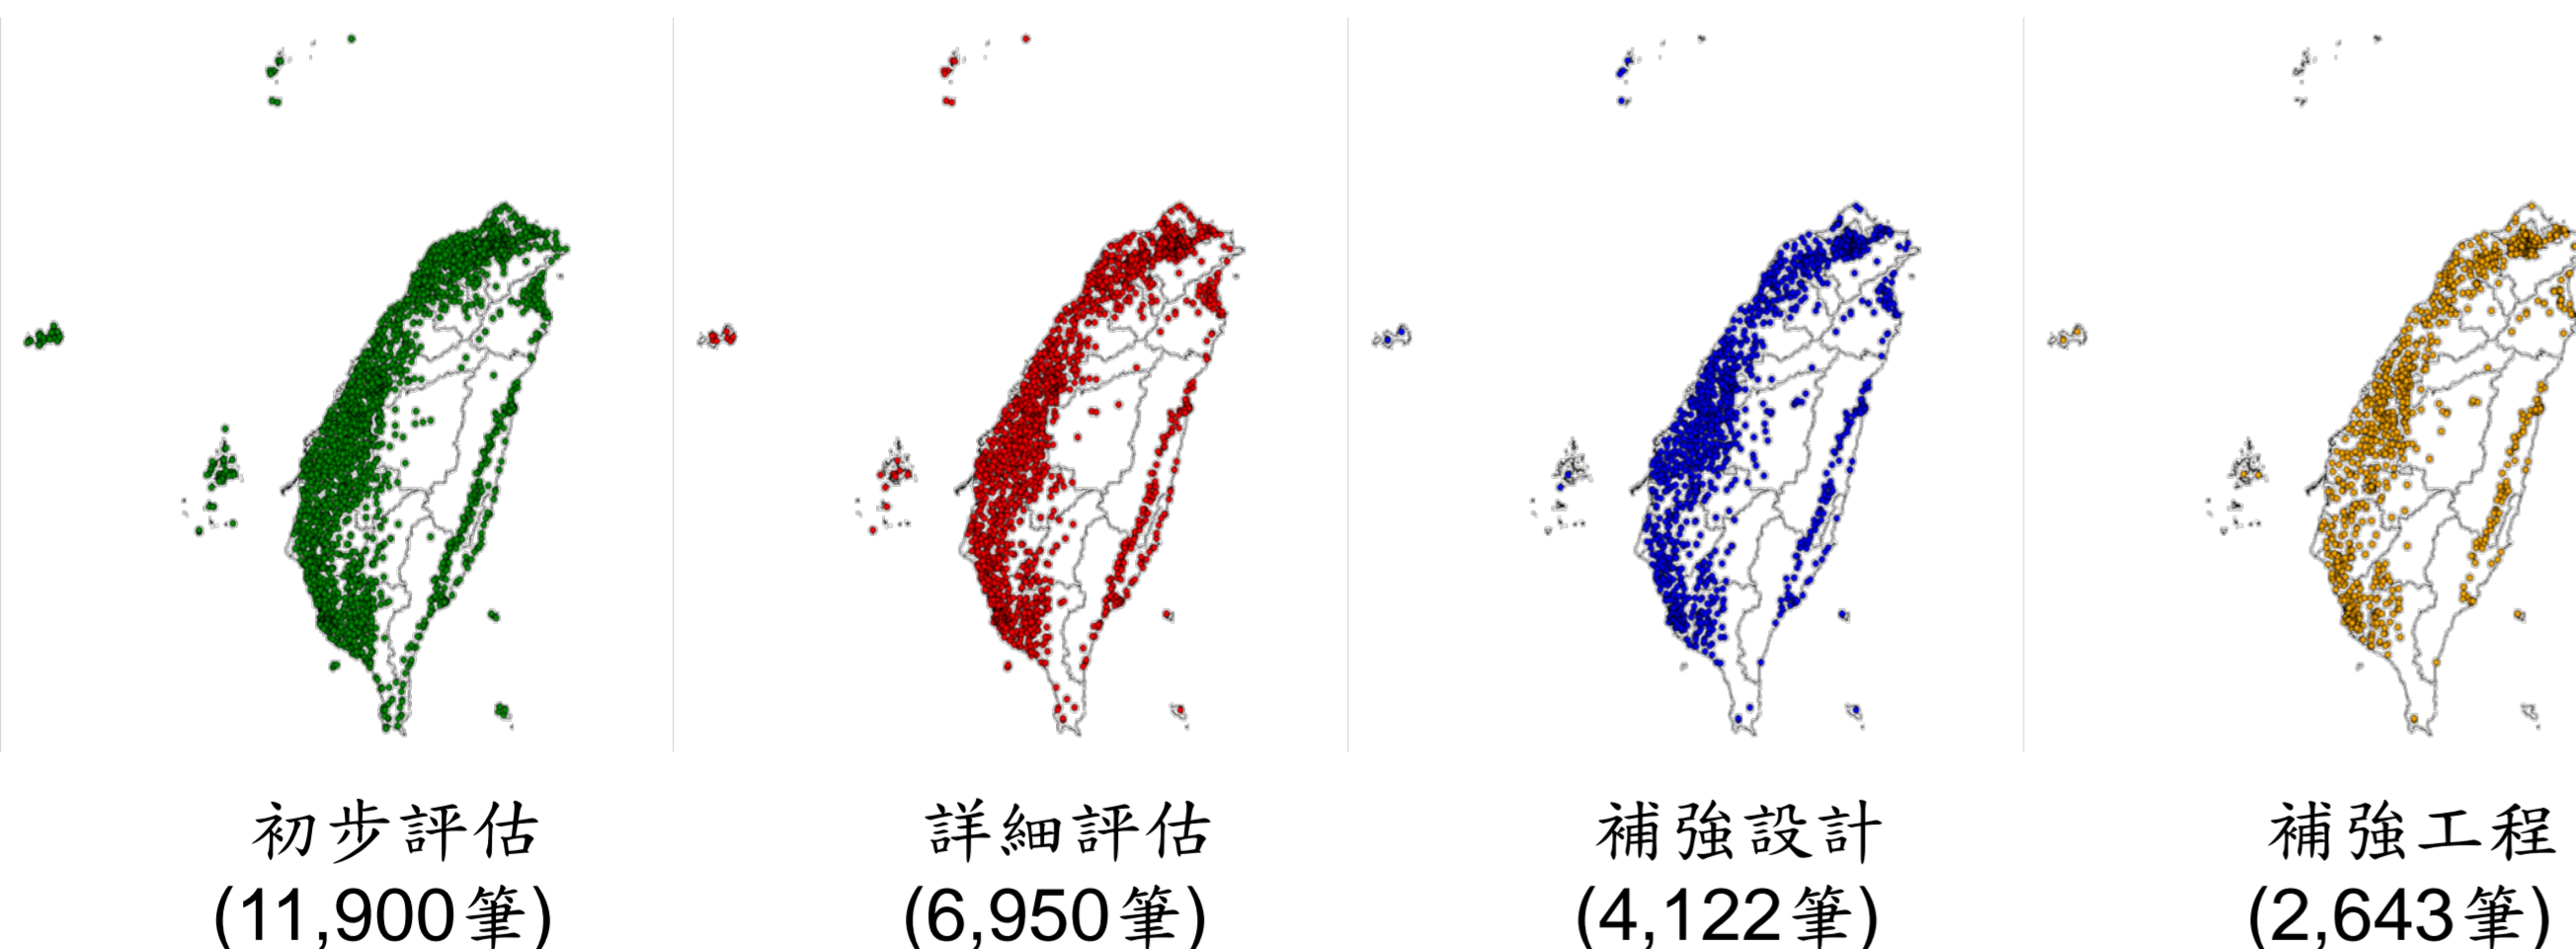 初步評估
(11,900筆)
詳細評估
(6,950筆)
補強設計
(4,122筆)
補強工程
(2,643筆)